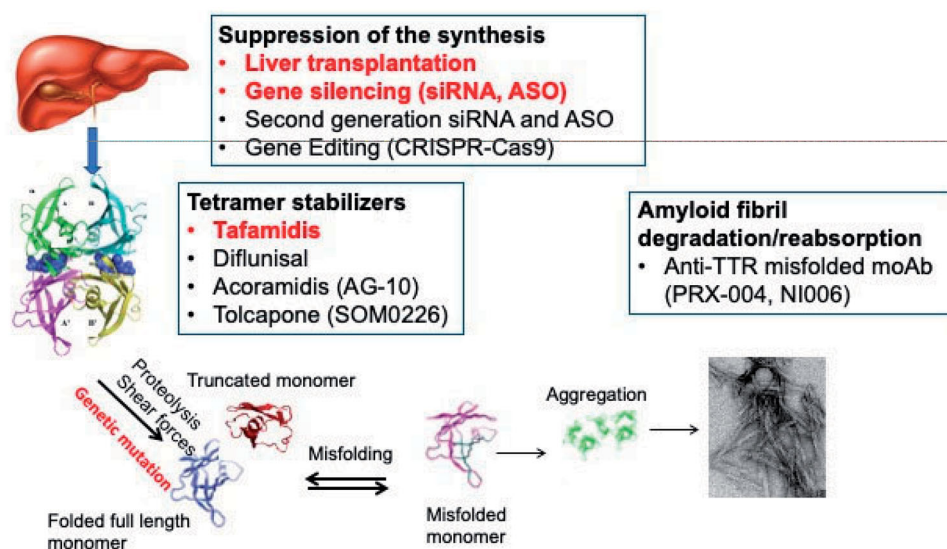 Suppression of the synthesis
• Liver transplantation
• Gene silencing (siRNA, ASO)
• Second generation siRNA and ASO
• Gene Editing (CRISPR-Cas9)
Tetramer stabilizers
• Tafamidis
• Diflunisal
• Acoramidis (AG-10)
• Tolcapone (SOM0226)
Amyloid fibril
degradation/reabsorption
• Anti-TTR misfolded moAb
(PRX-004, NI006)
A
B
A'
B'
Proteolysis
Shear forces
Genetic mutation
Truncated monomer
Folded full length
monomer
Misfolding
Misfolded
monomer
Aggregation